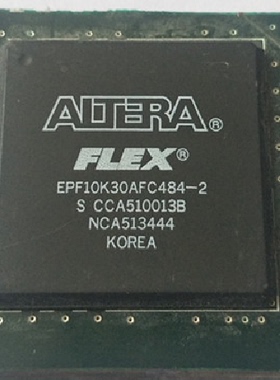 ALTERA®
FLEX®
EPF10K30AFC484-2
S CCA510013B
NCA513444
KOREA